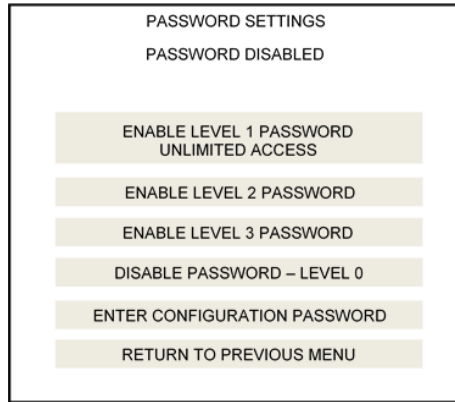 PASSWORD SETTINGS
PASSWORD DISABLED
ENABLE LEVEL 1 PASSWORD
UNLIMITED ACCESS
ENABLE LEVEL 2 PASSWORD
ENABLE LEVEL 3 PASSWORD
DISABLE PASSWORD – LEVEL 0
ENTER CONFIGURATION PASSWORD
RETURN TO PREVIOUS MENU